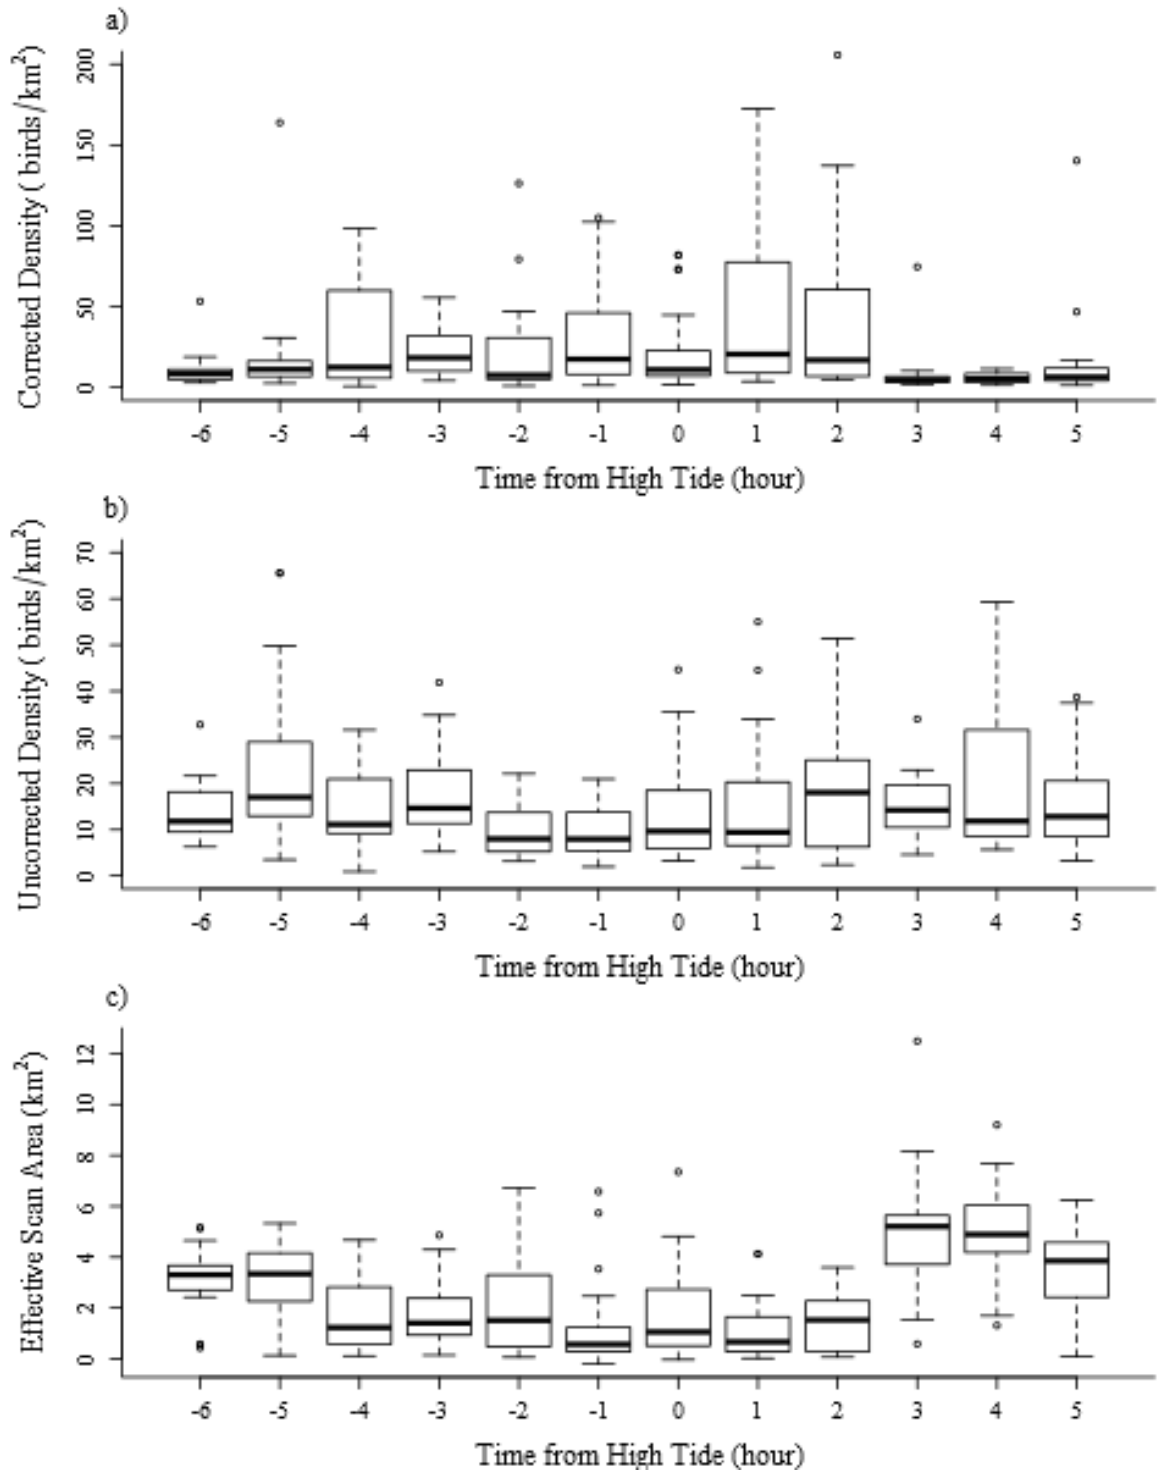 a)
Corrected Density ( birds/km²)
200
150
100
50
0
-6 -5 -4 -3 -2 -1 0 1 2 3 4 5
Time from High Tide (hour)
b)
Uncorrected Density ( birds/km²)
70
60
50
40
30
20
10
0
-6 -5 -4 -3 -2 -1 0 1 2 3 4 5
Time from High Tide (hour)
c)
Effective Scan Area (km²)
12
10
8
6
4
2
0
-6 -5 -4 -3 -2 -1 0 1 2 3 4 5
Time from High Tide (hour)